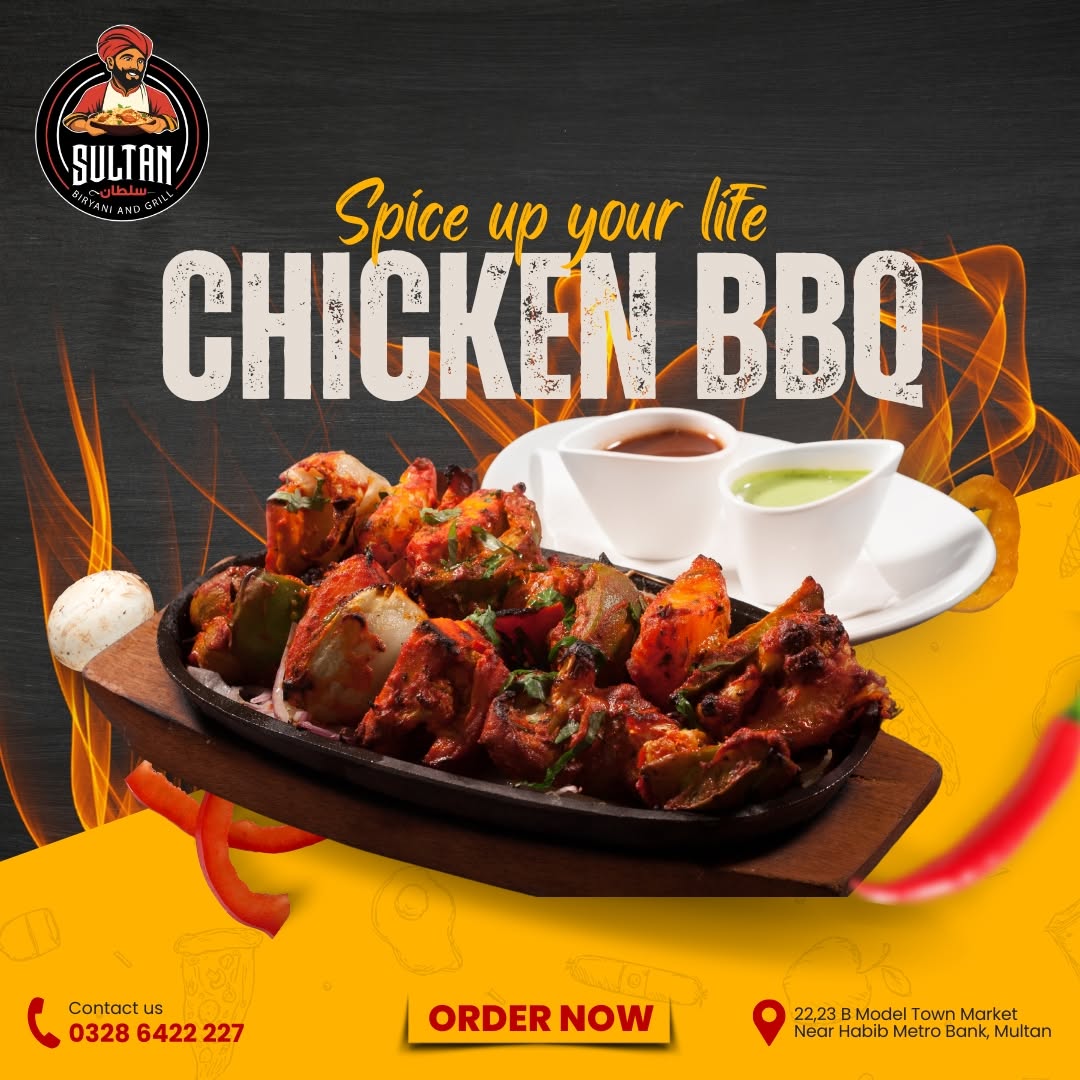 SULTAN
سلطان
BIRYANI AND GRILL
Spice up your life
CHICKEN BBQ
Contact us
0328 6422 227
ORDER NOW
22,23 B Model Town Market
Near Habib Metro Bank, Multan